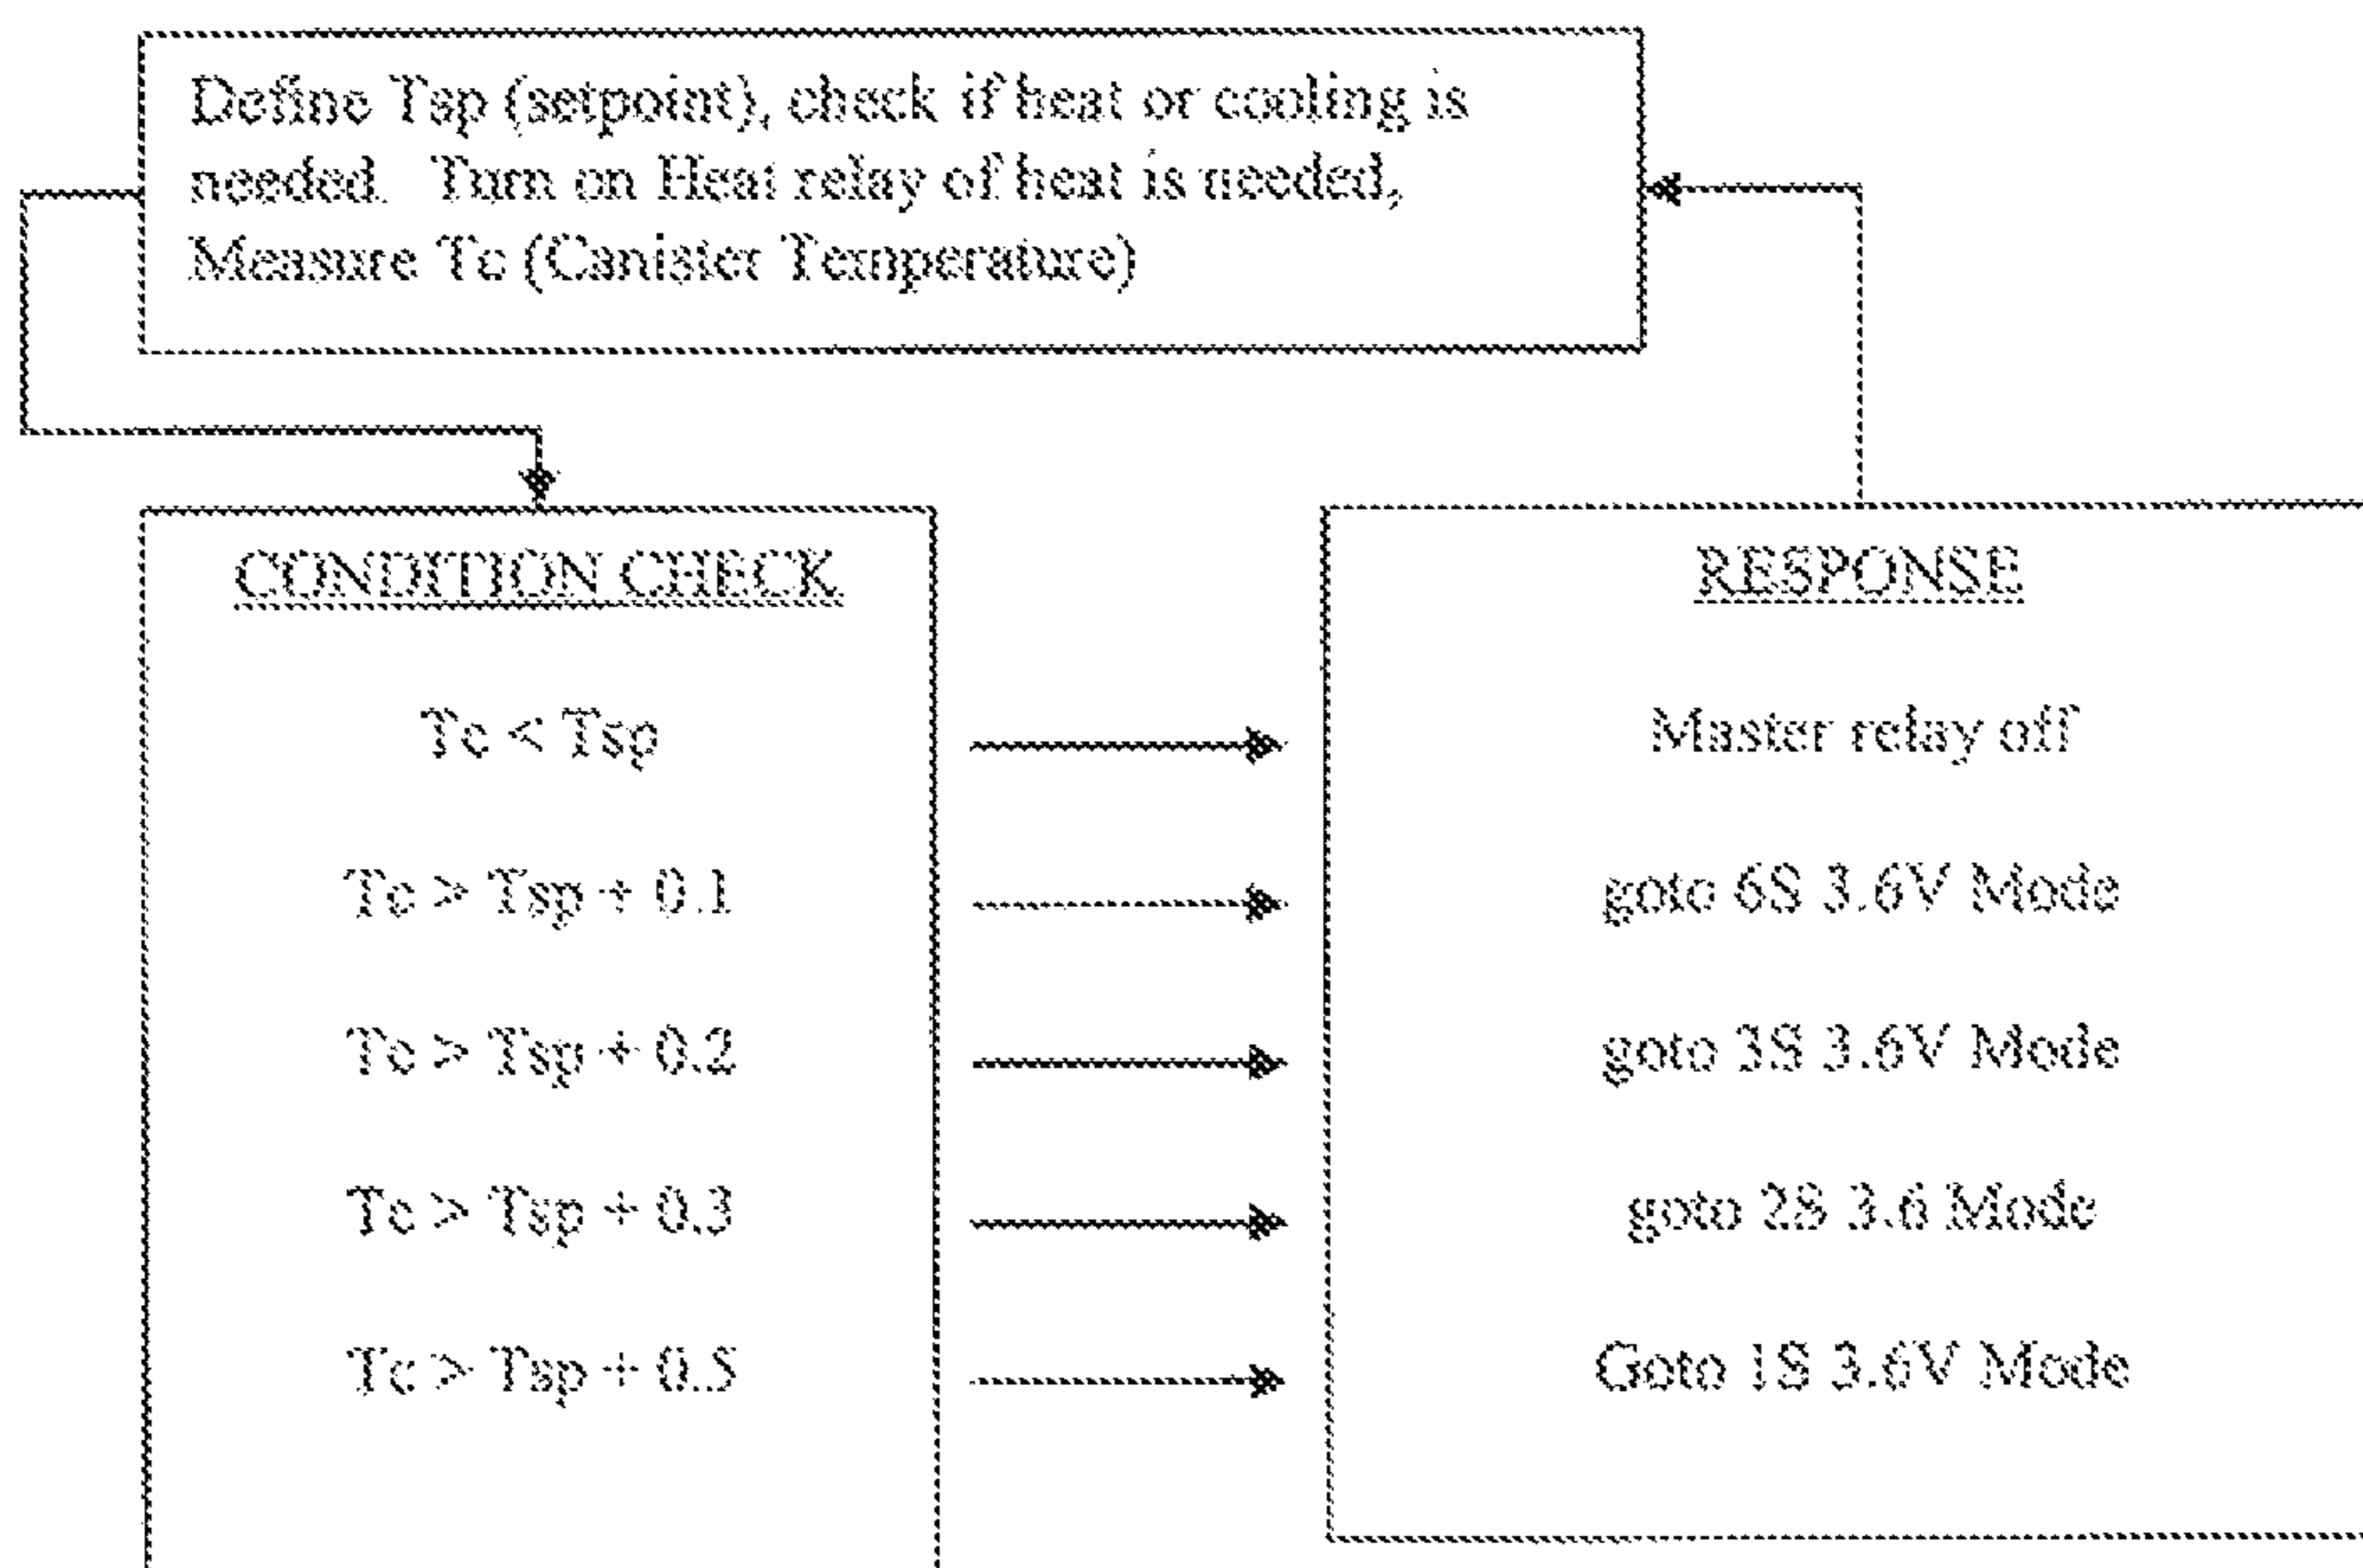 Define Tsp (setpoint), check if heat or cooling is
needed. Turn on Heat relay of heat is needed,
Measure Tc (Canister Temperature)
CONDITION CHECK
Tc < Tsp
Tc > Tsp + 0.1
Tc > Tsp + 0.2
Tc > Tsp + 0.3
Tc > Tsp + 0.5
RESPONSE
Master relay off
goto 6S 3.6V Mode
goto 3S 3.6V Mode
goto 2S 3.6 Mode
Goto 1S 3.6V Mode